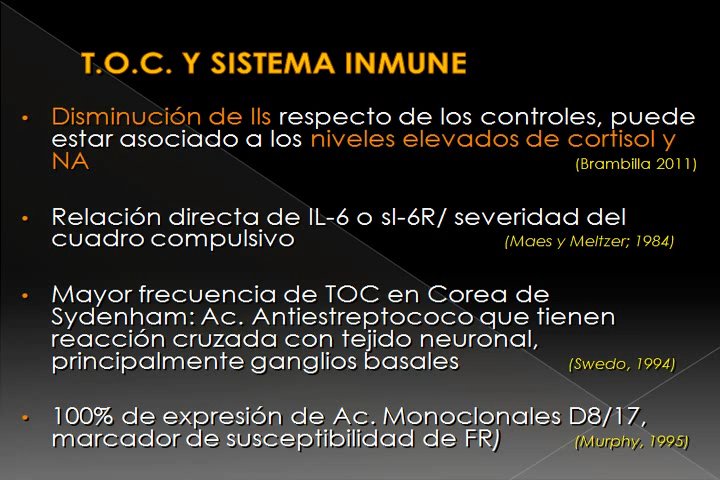 T.O.C. Y SISTEMA INMUNE
• Disminución de Ils respecto de los controles, puede
estar asociado a los niveles elevados de cortisol y
NA (Brambilla 2011)
• Relación directa de IL-6 o sI-6R/ severidad del
cuadro compulsivo (Maes y Meltzer; 1984)
• Mayor frecuencia de TOC en Corea de
Sydenham: Ac. Antiestreptococo que tienen
reacción cruzada con tejido neuronal,
principalmente ganglios basales (Swedo, 1994)
• 100% de expresión de Ac. Monoclonales D8/17,
marcador de susceptibilidad de FR) (Murphy, 1995)